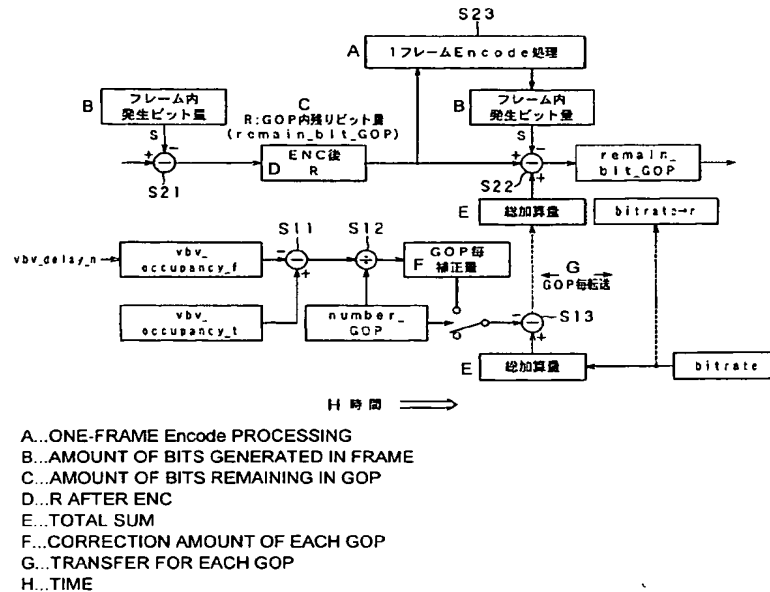 S23
A
1フレームEncode処理
B
フレーム内
発生ビット量
S
C
R:GOP内残りビット量
(remain_bit_GOP)
B
フレーム内
発生ビット量
S
S21
D
ENC後
R
S22
remain_
bit_GOP
E
総加算量
bitrate→r
S11
S12
vbv_delay_n
vbv_
occupancy_f
F
GOP毎
補正量
G
GOP毎転送
vbv_
occupancy_t
number_
GOP
S13
E
総加算量
bitrate
H 時間
A...ONE-FRAME Encode PROCESSING
B...AMOUNT OF BITS GENERATED IN FRAME
C...AMOUNT OF BITS REMAINING IN GOP
D...R AFTER ENC
E...TOTAL SUM
F...CORRECTION AMOUNT OF EACH GOP
G...TRANSFER FOR EACH GOP
H...TIME